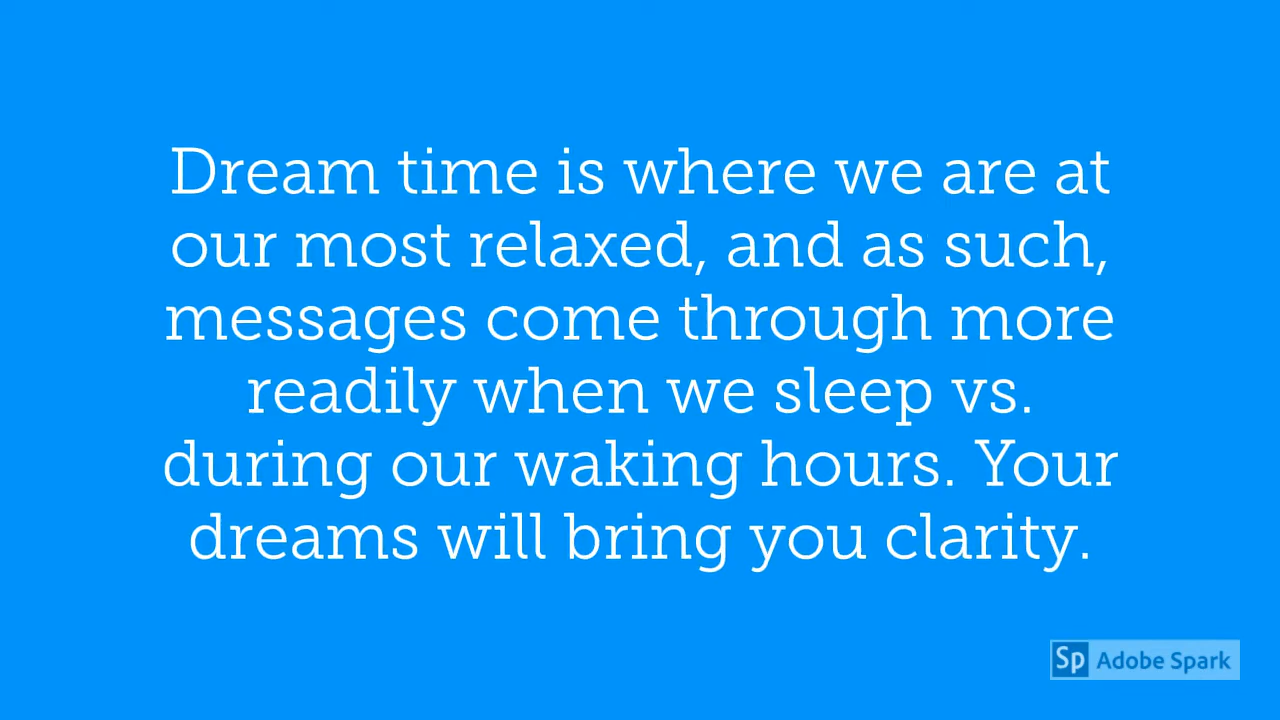 Dream time is where we are at
our most relaxed, and as such,
messages come through more
readily when we sleep vs.
during our waking hours. Your
dreams will bring you clarity.
Sp Adobe Spark